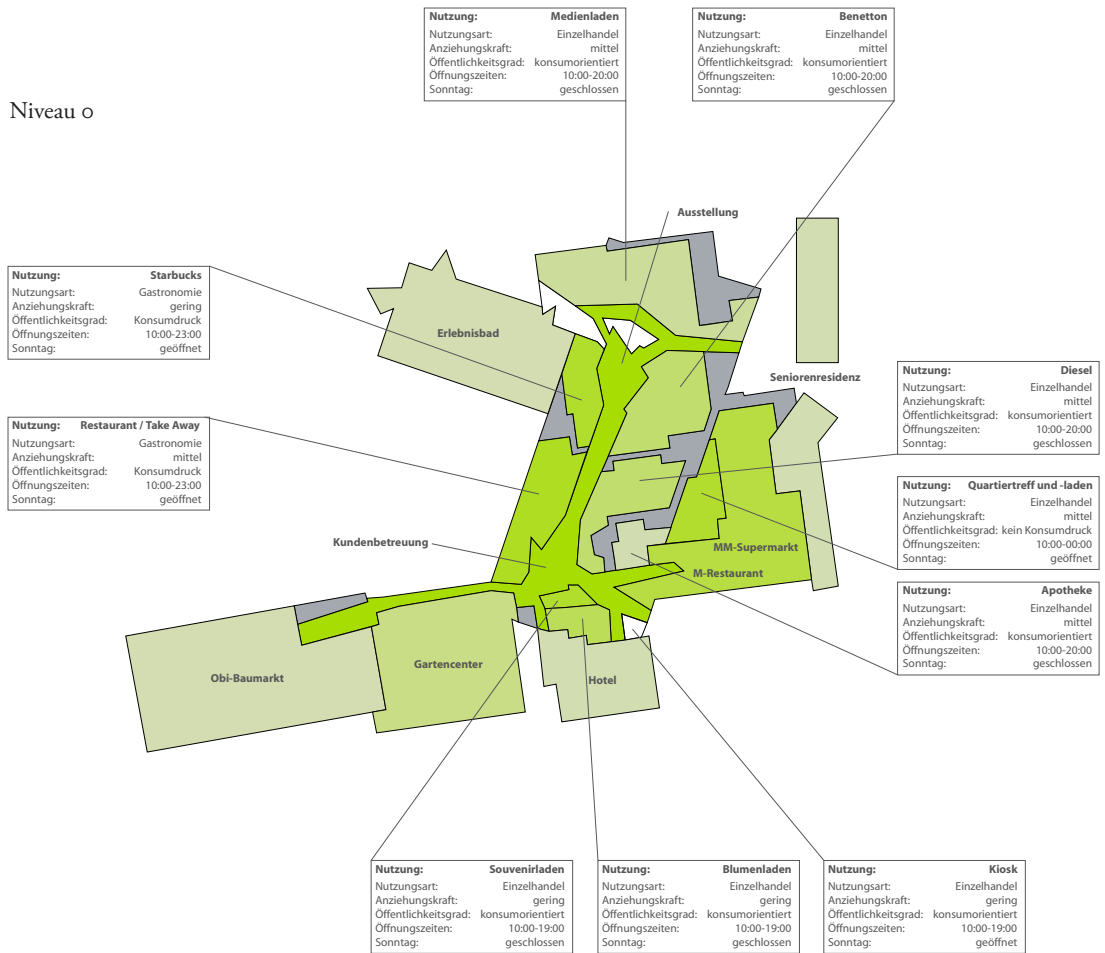 Nutzung: Medienladen
Nutzungsart: Einzelhandel
Anziehungskraft: mittel
Öffentlichkeitsgrad: konsumorientiert
Öffnungszeiten: 10:00-20:00
Sonntag: geschlossen
Nutzung: Benetton
Nutzungsart: Einzelhandel
Anziehungskraft: mittel
Öffentlichkeitsgrad: konsumorientiert
Öffnungszeiten: 10:00-20:00
Sonntag: geschlossen
Niveau 0
Ausstellung
Nutzung: Starbucks
Nutzungsart: Gastronomie
Anziehungskraft: gering
Öffentlichkeitsgrad: Konsumdruck
Öffnungszeiten: 10:00-23:00
Sonntag: geöffnet
Erlebnisbad
Seniorenresidenz
Nutzung: Diesel
Nutzungsart: Einzelhandel
Anziehungskraft: mittel
Öffentlichkeitsgrad: konsumorientiert
Öffnungszeiten: 10:00-20:00
Sonntag: geschlossen
Nutzung: Restaurant / Take Away
Nutzungsart: Gastronomie
Anziehungskraft: mittel
Öffentlichkeitsgrad: Konsumdruck
Öffnungszeiten: 10:00-23:00
Sonntag: geöffnet
Nutzung: Quartiertreff und -laden
Nutzungsart: Einzelhandel
Anziehungskraft: mittel
Öffentlichkeitsgrad: kein Konsumdruck
Öffnungszeiten: 10:00-00:00
Sonntag: geöffnet
Kundenbetreuung
MM-Supermarkt
M-Restaurant
Nutzung: Apotheke
Nutzungsart: Einzelhandel
Anziehungskraft: mittel
Öffentlichkeitsgrad: konsumorientiert
Öffnungszeiten: 10:00-20:00
Sonntag: geschlossen
Gartencenter
Obi-Baumarkt
Hotel
Nutzung: Souvenirladen
Nutzungsart: Einzelhandel
Anziehungskraft: gering
Öffentlichkeitsgrad: konsumorientiert
Öffnungszeiten: 10:00-19:00
Sonntag: geschlossen
Nutzung: Blumenladen
Nutzungsart: Einzelhandel
Anziehungskraft: gering
Öffentlichkeitsgrad: konsumorientiert
Öffnungszeiten: 10:00-19:00
Sonntag: geschlossen
Nutzung: Kiosk
Nutzungsart: Einzelhandel
Anziehungskraft: gering
Öffentlichkeitsgrad: konsumorientiert
Öffnungszeiten: 10:00-19:00
Sonntag: geöffnet